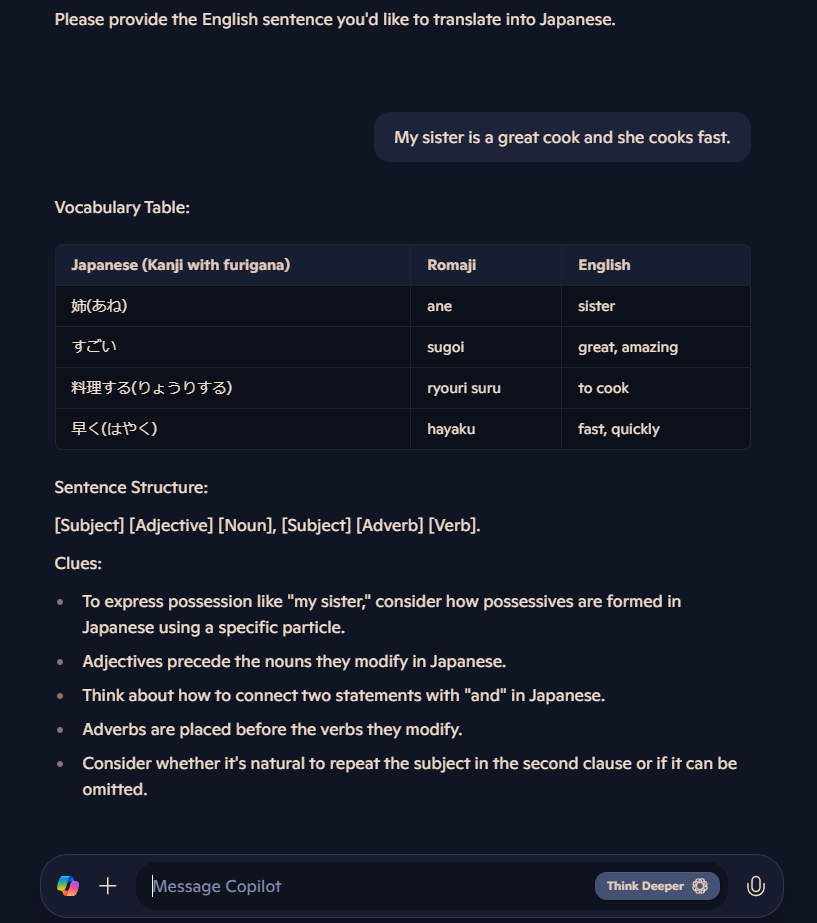 Please provide the English sentence you'd like to translate into Japanese.
My sister is a great cook and she cooks fast.
Vocabulary Table:
Japanese (Kanji with furigana) Romaji English
姉(あね) ane sister
すごい sugoi great, amazing
料理する(りょうりする) ryouri suru to cook
早く(はやく) hayaku fast, quickly
Sentence Structure:
[Subject] [Adjective] [Noun], [Subject] [Adverb] [Verb].
Clues:
• To express possession like "my sister," consider how possessives are formed in
Japanese using a specific particle.
• Adjectives precede the nouns they modify in Japanese.
• Think about how to connect two statements with "and" in Japanese.
• Adverbs are placed before the verbs they modify.
• Consider whether it's natural to repeat the subject in the second clause or if it can be
omitted.
Message Copilot Think Deeper